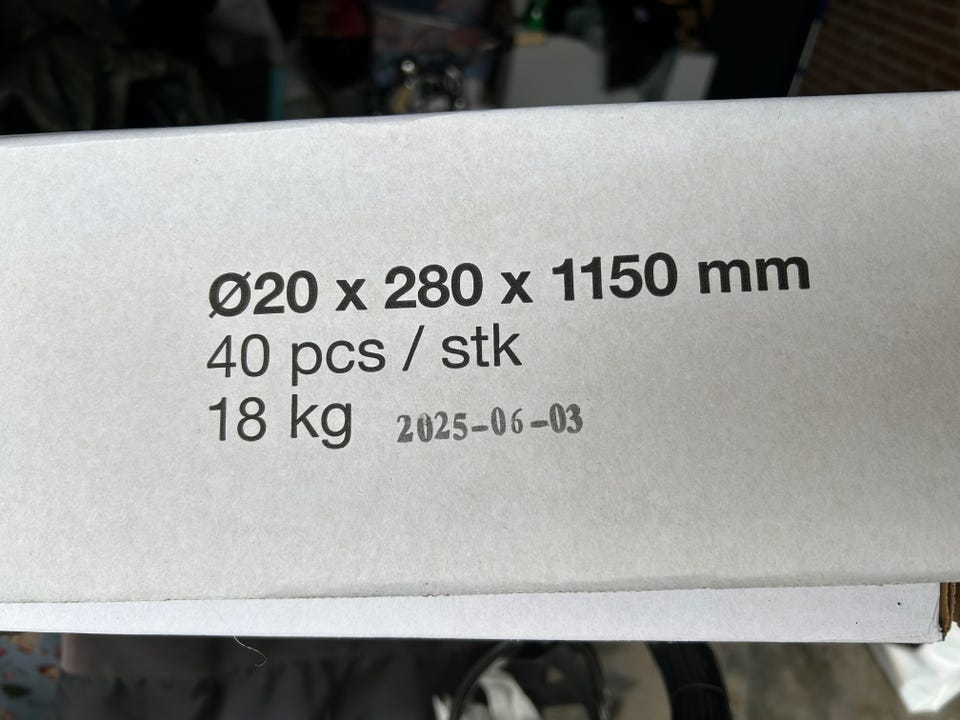 Ø20 x 280 x 1150 mm
40 pcs / stk
18 kg 2025-06-03